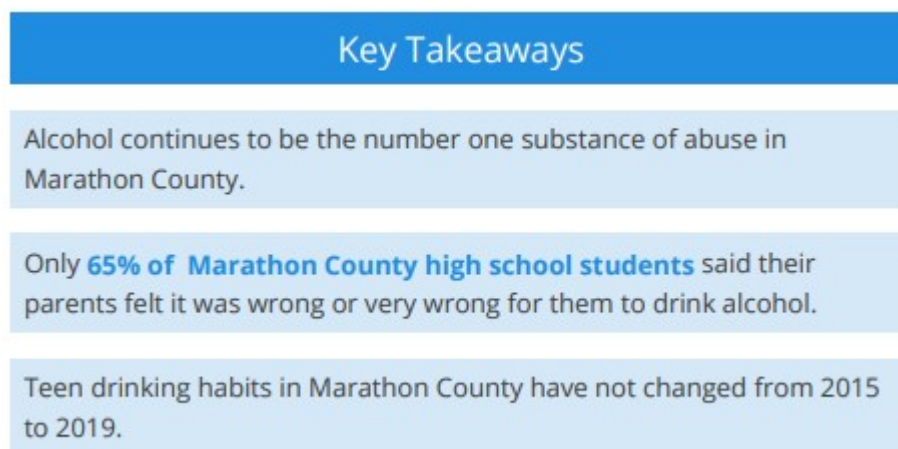 Key Takeaways
Alcohol continues to be the number one substance of abuse in
Marathon County.
Only 65% of Marathon County high school students said their
parents felt it was wrong or very wrong for them to drink alcohol.
Teen drinking habits in Marathon County have not changed from 2015
to 2019.